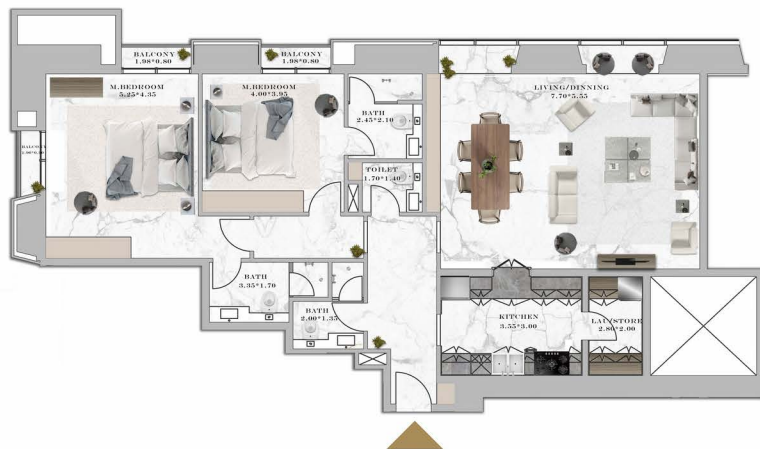 BALCONY
1.98*0.80
BALCONY
1.98*0.80
M.BEDROOM
5.25*4.35
M.BEDROOM
4.00*3.95
LIVING/DINNING
7.70*5.55
BATH
2.45*2.10
BALCONY
TOILET
1.70*1.40
BATH
3.35*1.70
BATH
2.00*1.35
KITCHEN
3.55*3.00
LAU/STORE
2.80*2.00